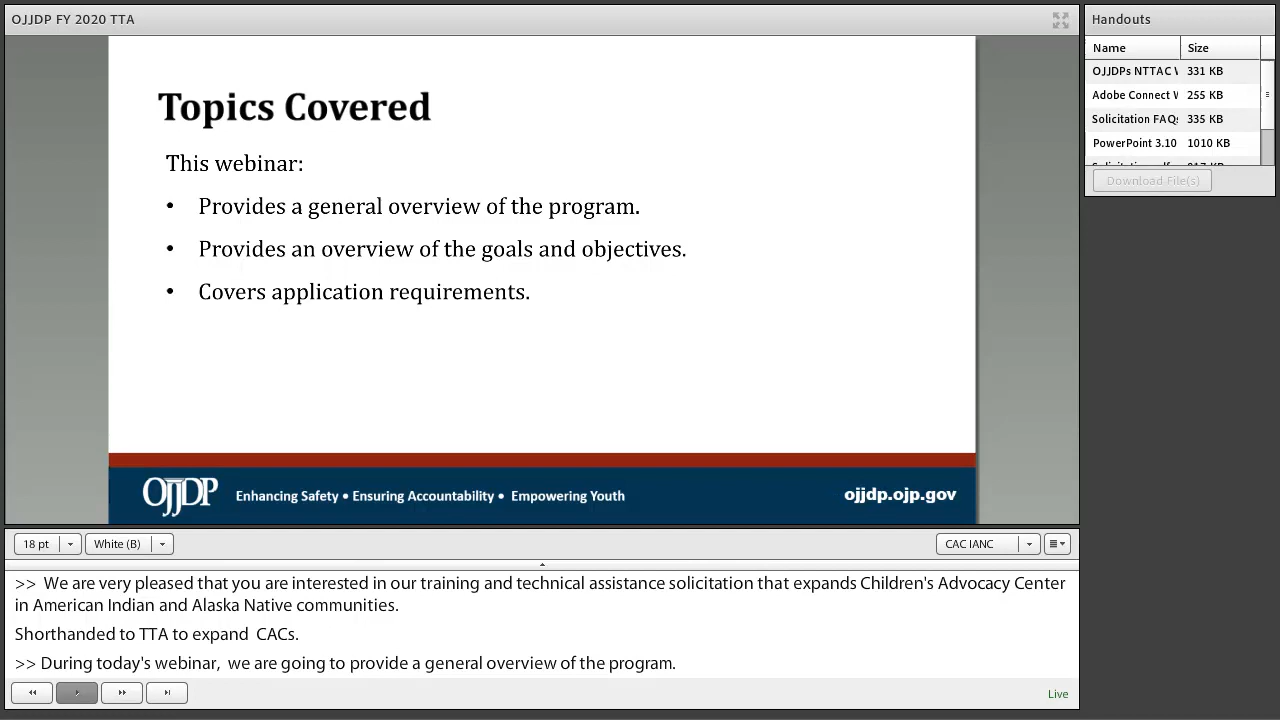 OJJDP FY 2020 TTA
Topics Covered
This webinar:
• Provides a general overview of the program.
• Provides an overview of the goals and objectives.
• Covers application requirements.
OJJDP Enhancing Safety • Ensuring Accountability • Empowering Youth ojjdp.ojp.gov
18 pt White (B) CAC IANC
>> We are very pleased that you are interested in our training and technical assistance solicitation that expands Children's Advocacy Center
in American Indian and Alaska Native communities.
Shorthanded to TTA to expand CACs.
>> During today's webinar, we are going to provide a general overview of the program.
Live
Handouts
Name Size
OJJDPs NTTAC 331 KB
Adobe Connect 255 KB
Solicitation FAQs 335 KB
PowerPoint 3.10 1010 KB
Download File(s)